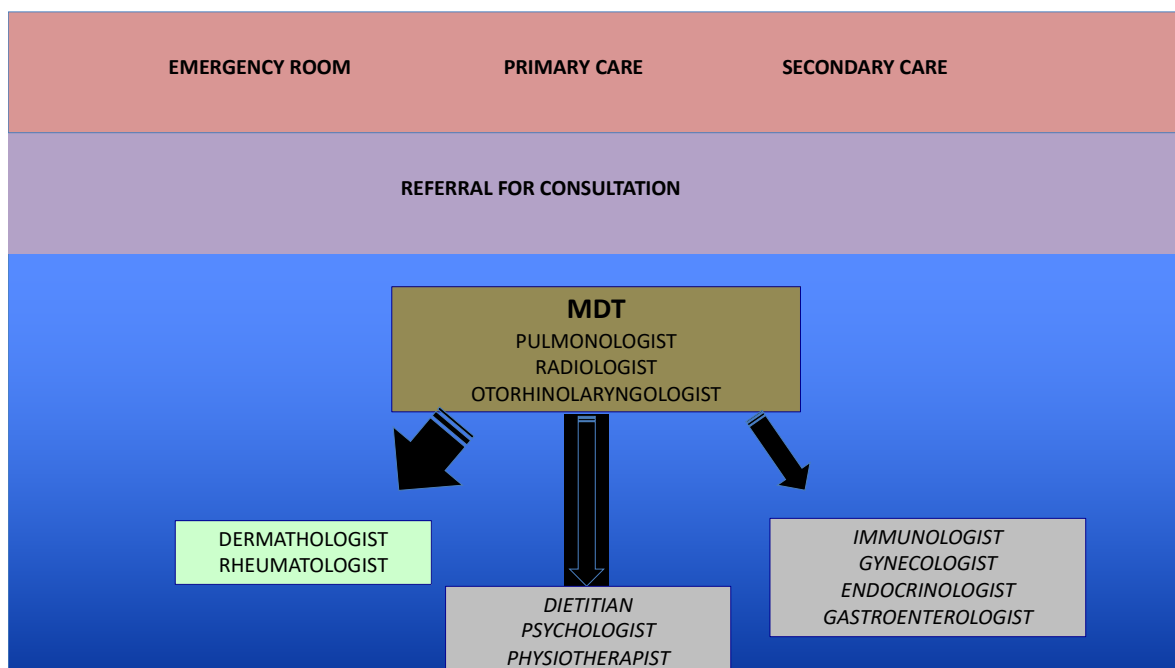 EMERGENCY ROOM PRIMARY CARE SECONDARY CARE
REFERRAL FOR CONSULTATION
MDT
PULMONOLOGIST
RADIOLOGIST
OTORHINOLARYNGOLOGIST
DERMATHOLOGIST
RHEUMATOLOGIST
DIETITIAN
PSYCHOLOGIST
PHYSIOTHERAPIST
IMMUNOLOGIST
GYNECOLOGIST
ENDOCRINOLOGIST
GASTROENTEROLOGIST